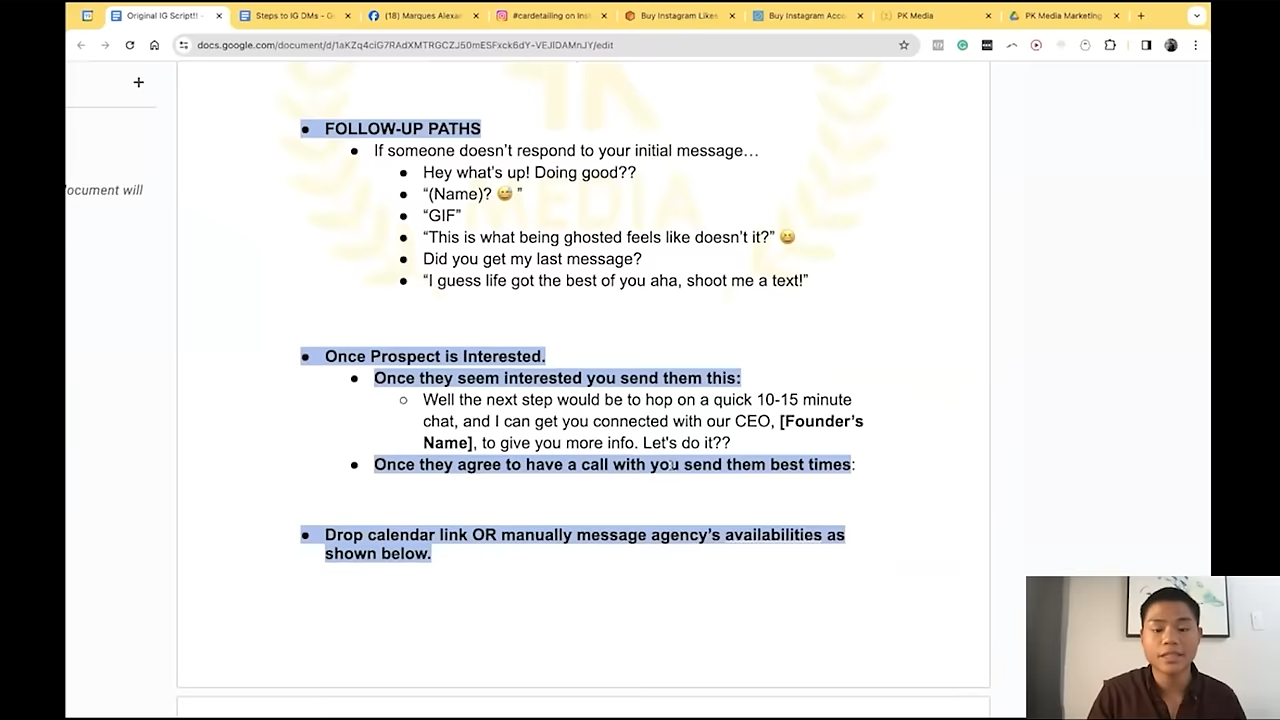 Original IG Script!! -
Steps to IG DMs - G
(18) Marques Alexan
#cardetailing on Inst
Buy Instagram Likes
Buy Instagram Acco
PK Media
PK Media Marketing
docs.google.com/document/d/1aKZq4ciG7RAdXMTRGCZJ50mESFxck6dY-VEJlDAMnJY/edit
ocument will
MEDIA
● FOLLOW-UP PATHS
● If someone doesn’t respond to your initial message…
● Hey what's up! Doing good??
● “(Name)? 😅 ”
● “GIF”
● “This is what being ghosted feels like doesn’t it?” 😆
● Did you get my last message?
● “I guess life got the best of you aha, shoot me a text!”
● Once Prospect is Interested.
● Once they seem interested you send them this:
○ Well the next step would be to hop on a quick 10-15 minute
chat, and I can get you connected with our CEO, [Founder’s
Name], to give you more info. Let's do it??
● Once they agree to have a call with you send them best times:
● Drop calendar link OR manually message agency’s availabilities as
shown below.